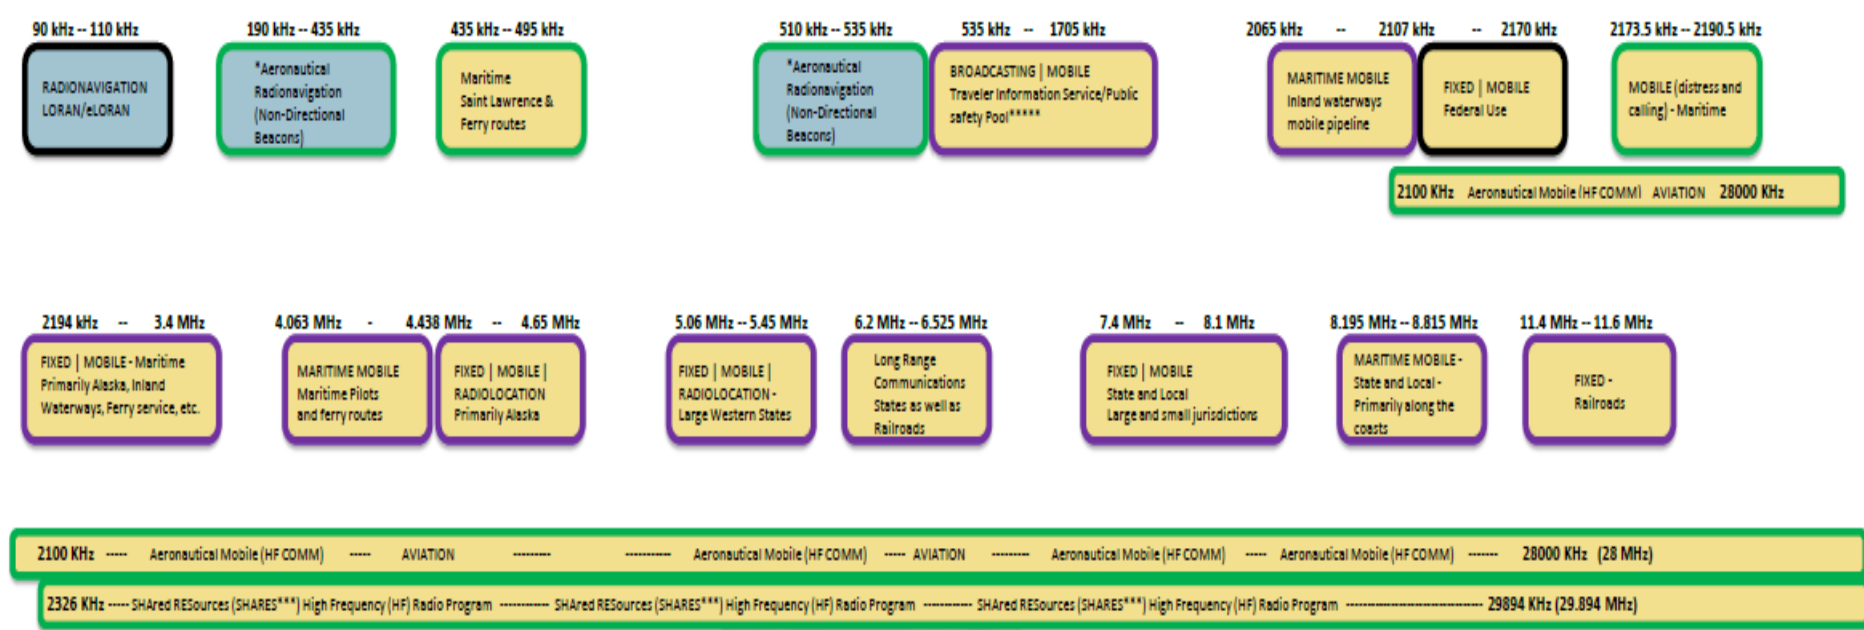 90 kHz -- 110 kHz
RADIONAVIGATION
LORAN/eLORAN
190 kHz -- 435 kHz
*Aeronautical
Radionavigation
(Non-Directional
Beacons)
435 kHz -- 495 kHz
Maritime
Saint Lawrence &
Ferry routes
510 kHz -- 535 kHz
*Aeronautical
Radionavigation
(Non-Directional
Beacons)
535 kHz -- 1705 kHz
BROADCASTING | MOBILE
Traveler Information Service/Public
safety Pool*****
2065 kHz -- 2107 kHz -- 2170 kHz
MARITIME MOBILE
Inland waterways
mobile pipeline
FIXED | MOBILE
Federal Use
2173.5 kHz -- 2190.5 kHz
MOBILE (distress and
calling) - Maritime
2100 KHz Aeronautical Mobile (HF COMM) AVIATION 28000 KHz
2194 kHz -- 3.4 MHz
FIXED | MOBILE - Maritime
Primarily Alaska, Inland
Waterways, Ferry service, etc.
4.063 MHz - 4.438 MHz -- 4.65 MHz
MARITIME MOBILE
Maritime Pilots
and ferry routes
FIXED | MOBILE |
RADIOLOCATION
Primarily Alaska
5.06 MHz -- 5.45 MHz
FIXED | MOBILE |
RADIOLOCATION -
Large Western States
6.2 MHz -- 6.525 MHz
Long Range
Communications
States as well as
Railroads
7.4 MHz -- 8.1 MHz
FIXED | MOBILE
State and Local
Large and small jurisdictions
8.195 MHz -- 8.815 MHz
MARITIME MOBILE -
State and Local -
Primarily along the
coasts
11.4 MHz -- 11.6 MHz
FIXED -
Railroads
2100 KHz ----- Aeronautical Mobile (HF COMM) ----- AVIATION --------- ----------- Aeronautical Mobile (HF COMM) ----- AVIATION --------- Aeronautical Mobile (HF COMM) ----- Aeronautical Mobile (HF COMM) ------- 28000 KHz (28 MHz)
2326 KHz ----- SHAred RESources (SHARES***) High Frequency (HF) Radio Program ------------ SHAred RESources (SHARES***) High Frequency (HF) Radio Program ------------ SHAred RESources (SHARES***) High Frequency (HF) Radio Program --------------------------------- 29894 KHz (29.894 MHz)